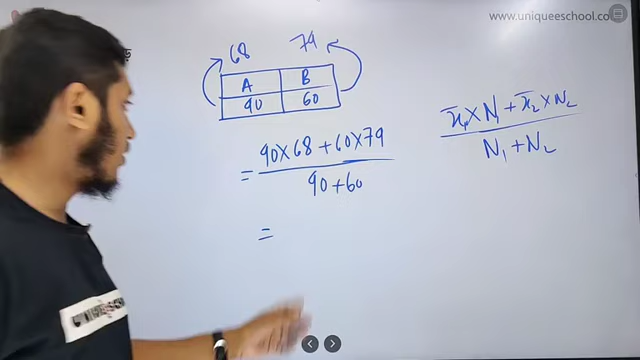 www.uniqueeschool.co
68 79
A B
90 60
= 90×68+60×79 / 90+60
x̄₁×N₁+x̄₂×N₂ / N₁+N₂
=